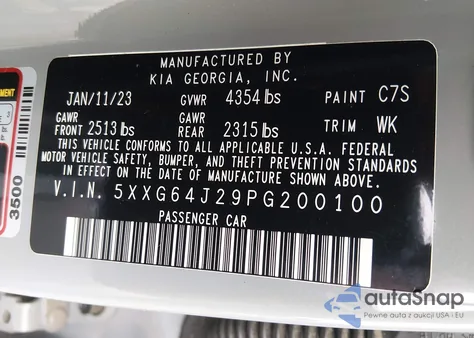 MANUFACTURED BY
KIA GEORGIA, INC.
JAN/11/23 GVWR 4354 lbs PAINT C7S
GAWR GAWR
FRONT 2513 lbs REAR 2315 lbs TRIM WK
THIS VEHICLE CONFORMS TO ALL APPLICABLE U.S.A. FEDERAL
MOTOR VEHICLE SAFETY, BUMPER, AND THEFT PREVENTION STANDARDS
IN EFFECT ON THE DATE OF MANUFACTURE SHOWN ABOVE.
V.I.N. 5XXG64J29PG200100
PASSENGER CAR
3500
autoSnap
Pewne auta z aukcji USA i EU